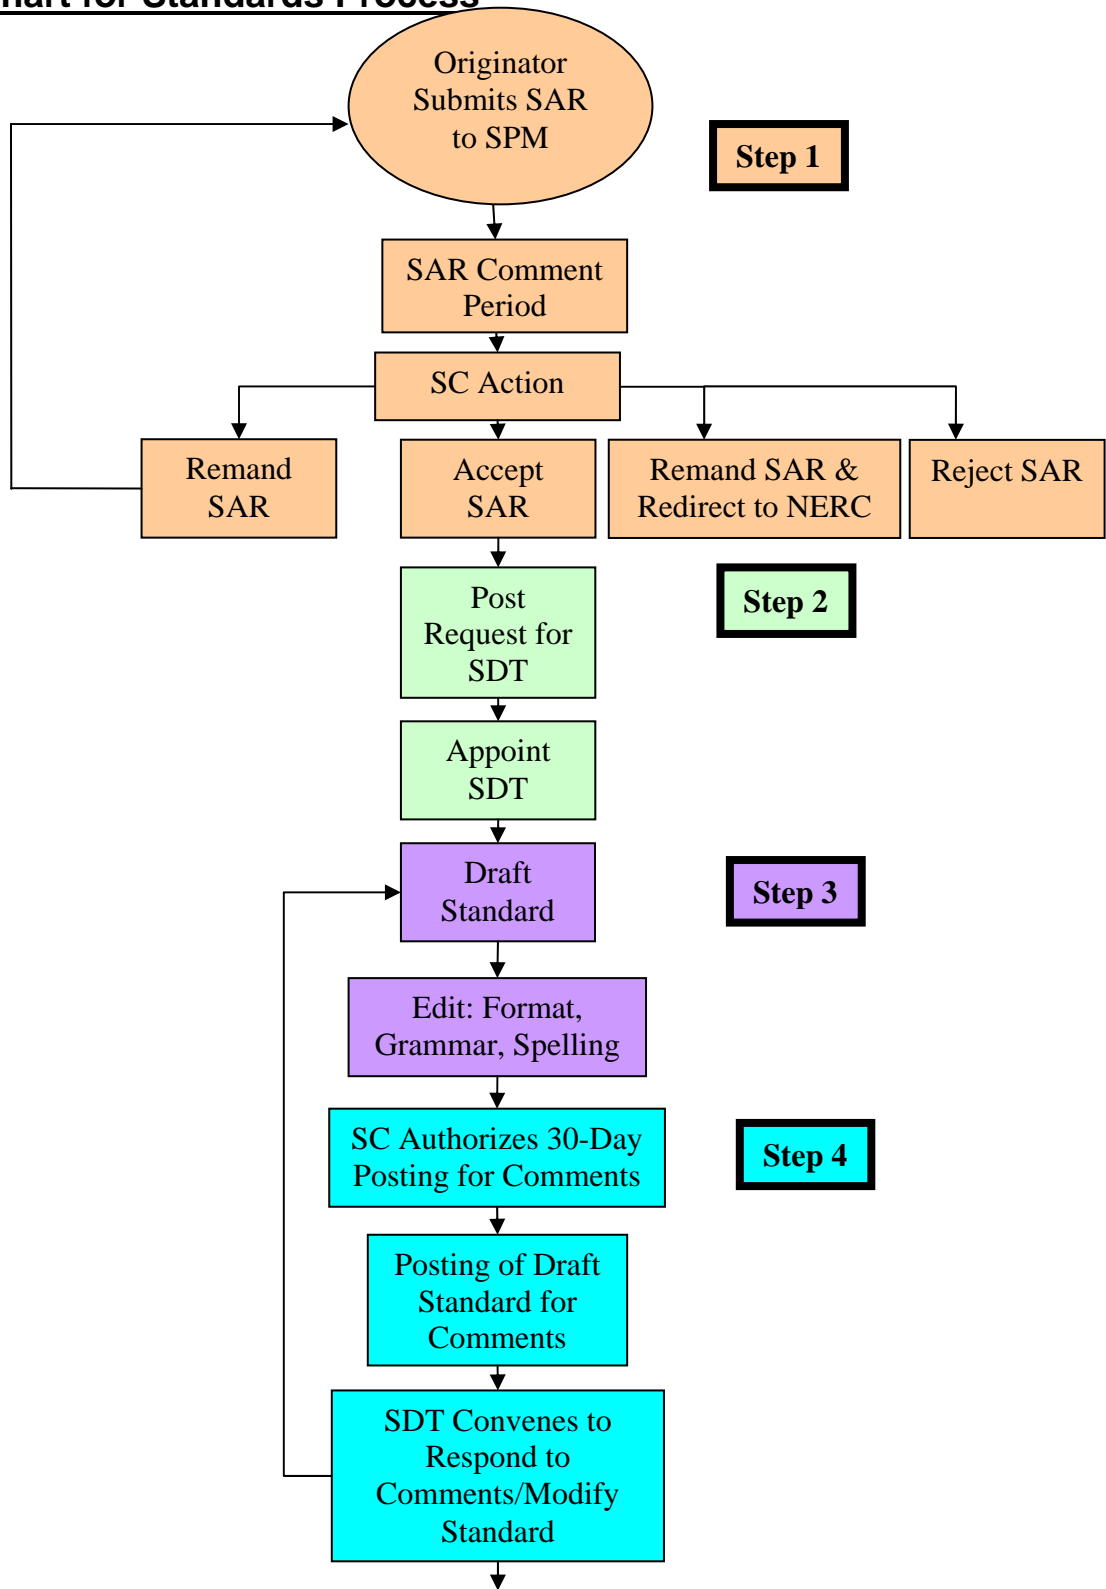 for Standards Process
Originator
Submits SAR
to SPM
Step 1
SAR Comment
Period
SC Action
Remand
SAR
Accept
SAR
Remand SAR &
Redirect to NERC
Reject SAR
Post
Request for
SDT
Step 2
Appoint
SDT
Draft
Standard
Step 3
Edit: Format,
Grammar, Spelling
SC Authorizes 30-Day
Posting for Comments
Step 4
Posting of Draft
Standard for
Comments
SDT Convenes to
Respond to
Comments/Modify
Standard